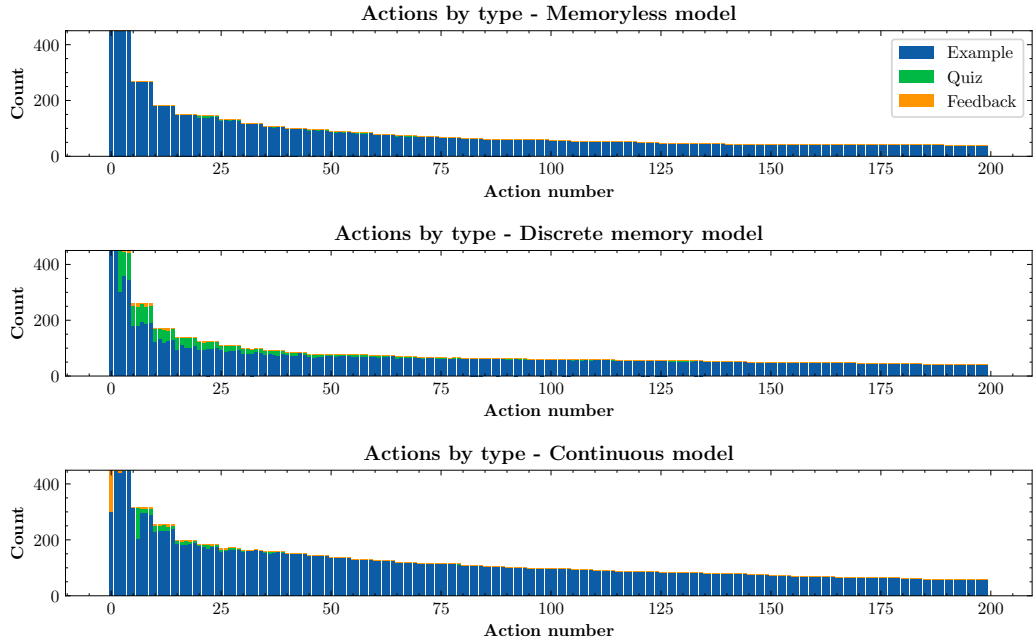 Actions by type - Memoryless model
400
200
0
Count
Example
Quiz
Feedback
0 25 50 75 100 125 150 175 200
Action number
Actions by type - Discrete memory model
400
200
0
Count
0 25 50 75 100 125 150 175 200
Action number
Actions by type - Continuous model
400
200
0
Count
0 25 50 75 100 125 150 175 200
Action number